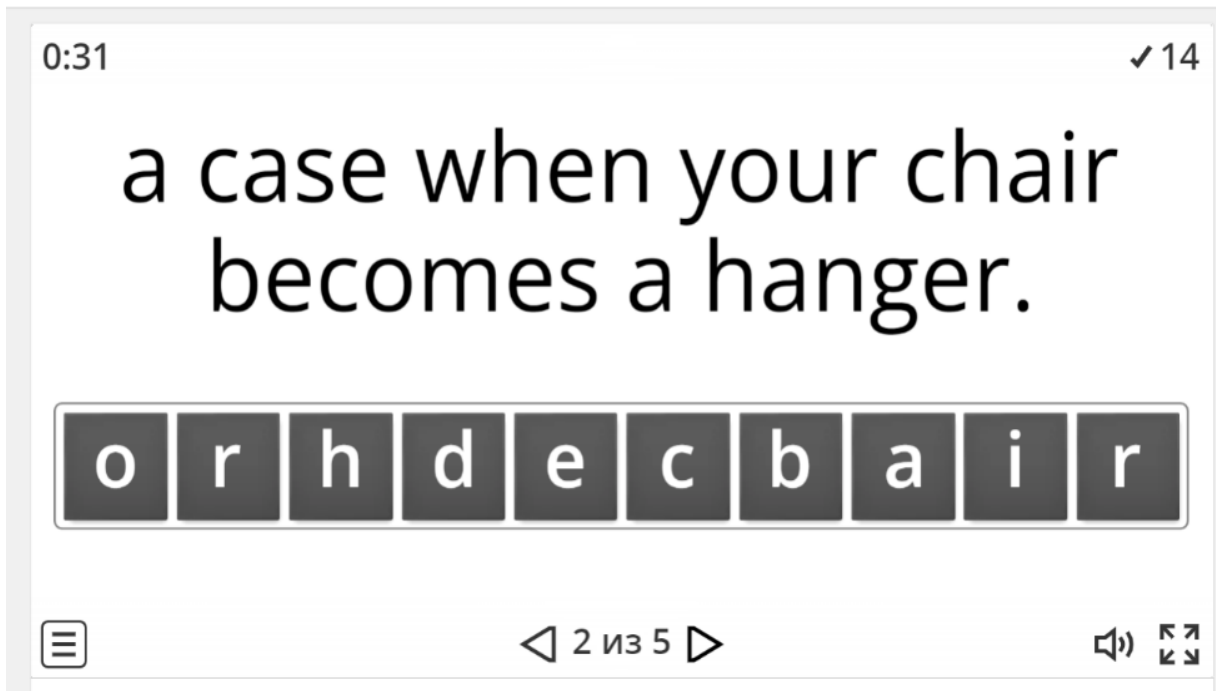 0:31
✓ 14
a case when your chair
becomes a hanger.
o r h d e c b a i r
2 из 5